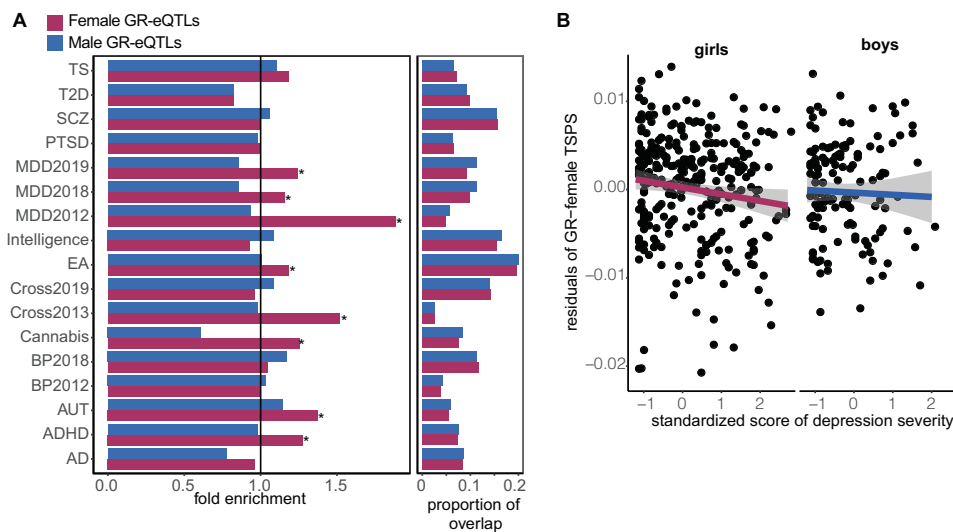 A
Female GR-eQTLs
Male GR-eQTLs
TS
T2D
SCZ
PTSD
MDD2019
*
MDD2018
*
MDD2012
*
Intelligence
EA
*
Cross2019
Cross2013
*
Cannabis
*
BP2018
BP2012
AUT
*
ADHD
*
AD
0.0 0.5 1.0 1.5
fold enrichment
0 0.1 0.2
proportion of
overlap
B
girls boys
residuals of GR-female TSPS
0.01
0.00
−0.01
−0.02
−1 0 1 2 −1 0 1 2
standardized score of depression severity